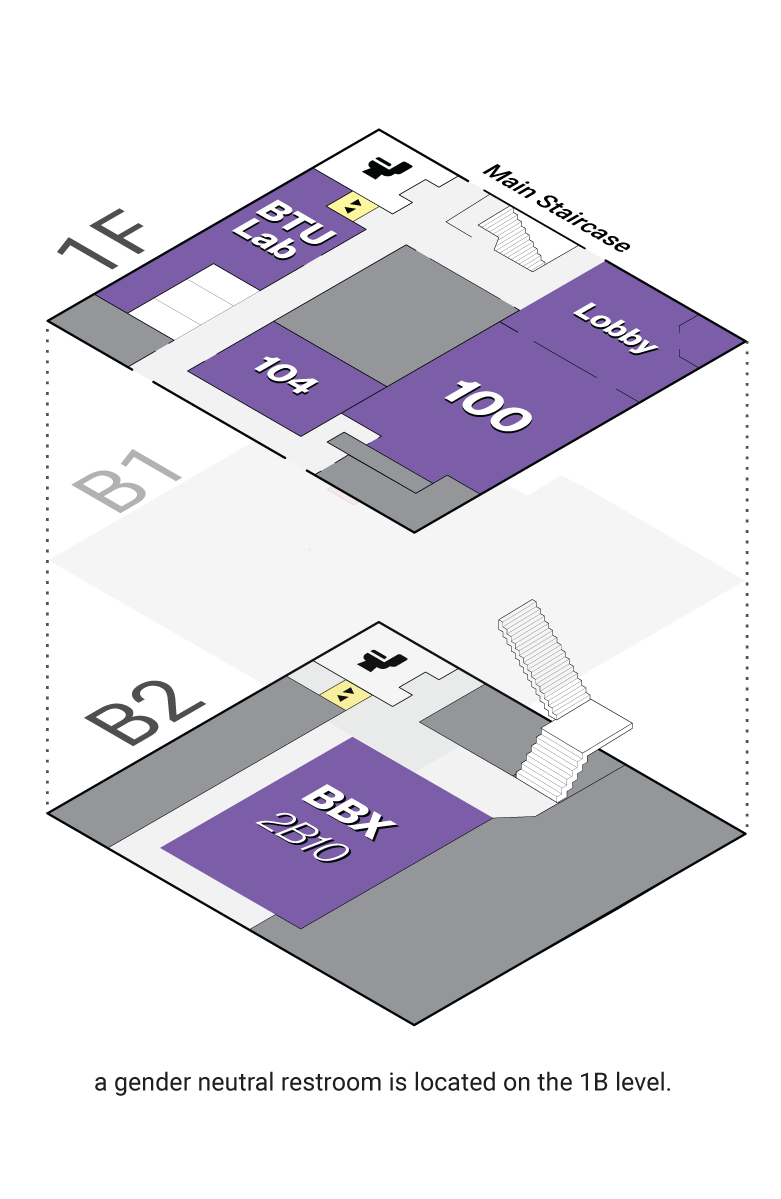 Main Staircase
1F
BTU
Lab
Lobby
104
100
B1
B2
BBX
2B10
a gender neutral restroom is located on the 1B level.